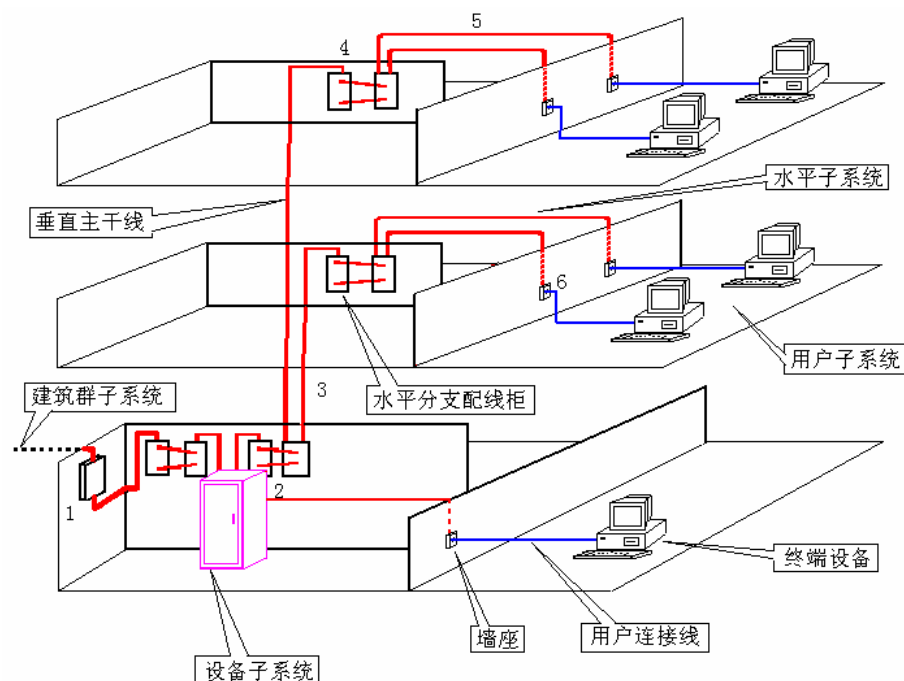 5
4
水平子系统
垂直主干线
6
用户子系统
建筑群子系统
3
水平分支配线柜
1
2
终端设备
墙座
用户连接线
设备子系统